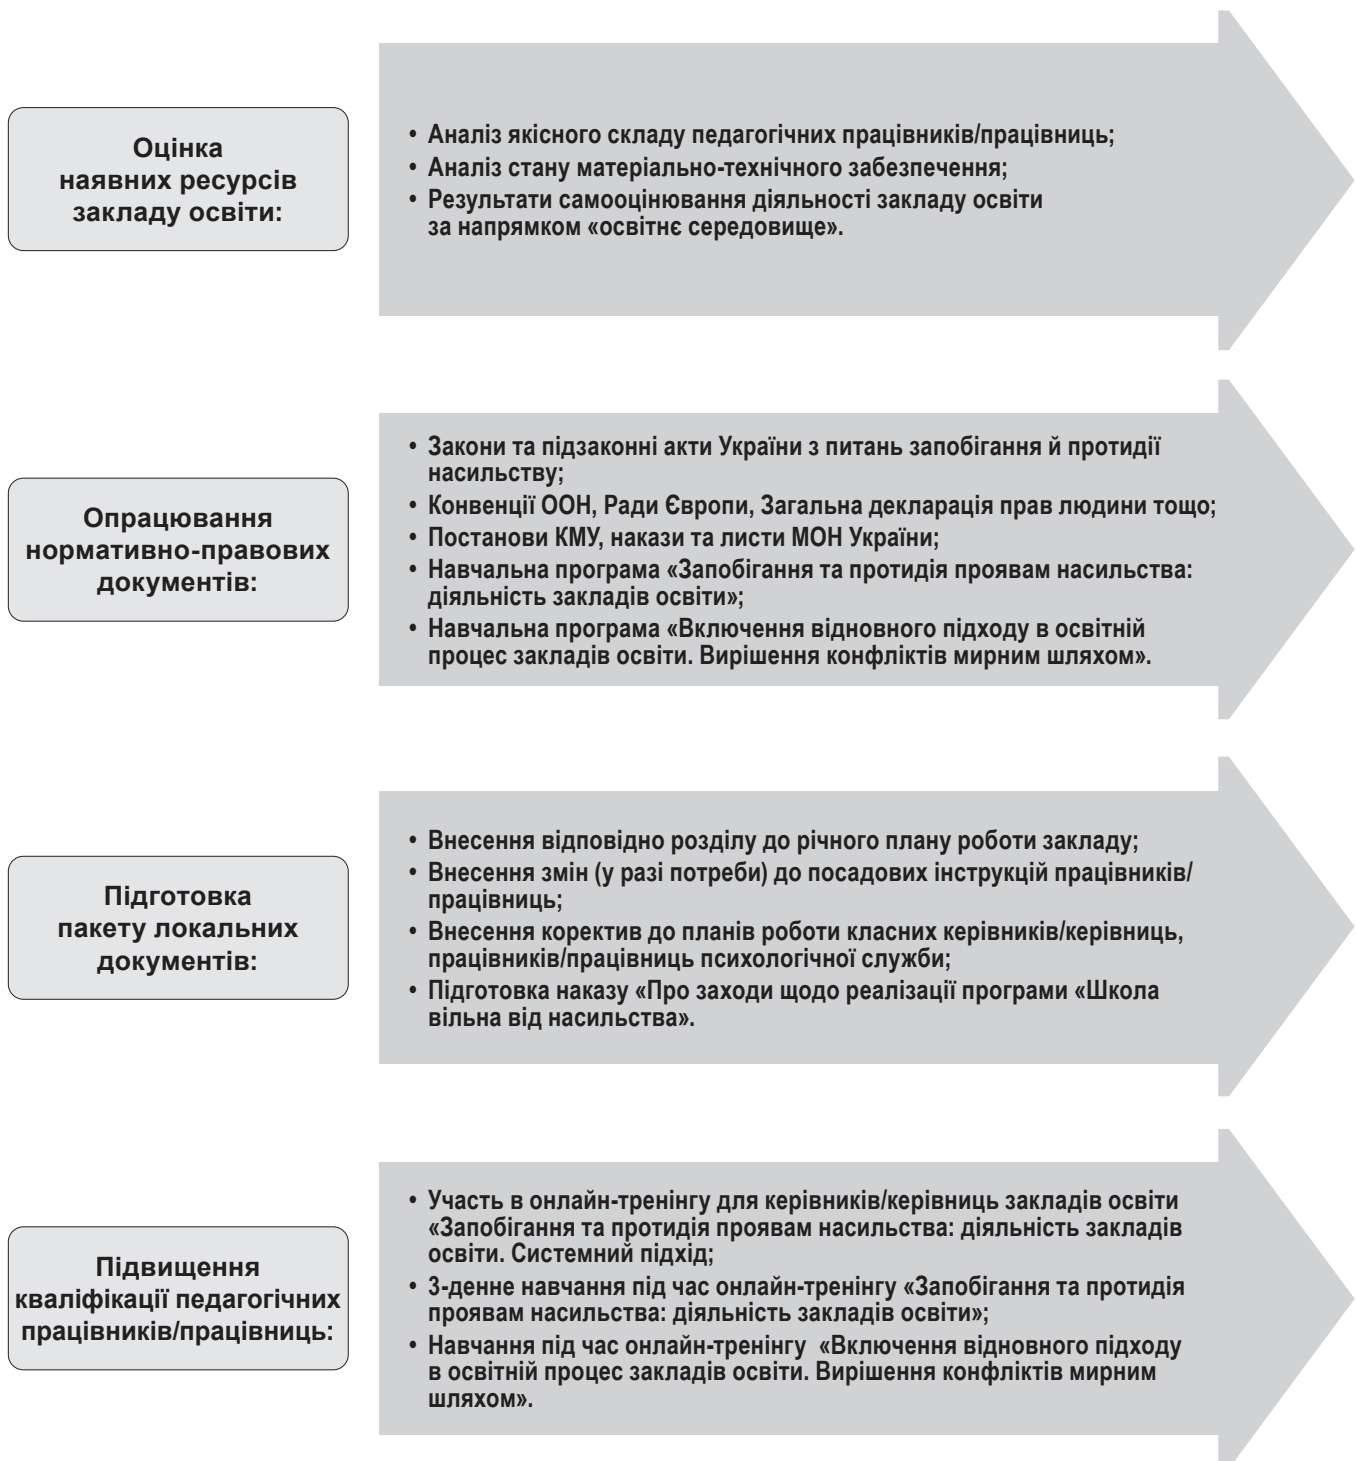 Оцінка
наявних ресурсів
закладу освіти:
• Аналіз якісного складу педагогічних працівників/працівниць;
• Аналіз стану матеріально-технічного забезпечення;
• Результати самооцінювання діяльності закладу освіти
за напрямком «освітнє середовище».
Опрацювання
нормативно-правових
документів:
• Закони та підзаконні акти України з питань запобігання й протидії
насильству;
• Конвенції ООН, Ради Європи, Загальна декларація прав людини тощо;
• Постанови КМУ, накази та листи МОН України;
• Навчальна програма «Запобігання та протидія проявам насильства:
діяльність закладів освіти»;
• Навчальна програма «Включення відновного підходу в освітній
процес закладів освіти. Вирішення конфліктів мирним шляхом».
Підготовка
пакету локальних
документів:
• Внесення відповідно розділу до річного плану роботи закладу;
• Внесення змін (у разі потреби) до посадових інструкцій працівників/
працівниць;
• Внесення коректив до планів роботи класних керівників/керівниць,
працівників/працівниць психологічної служби;
• Підготовка наказу «Про заходи щодо реалізації програми «Школа
вільна від насильства».
Підвищення
кваліфікації педагогічних
працівників/працівниць:
• Участь в онлайн-тренінгу для керівників/керівниць закладів освіти
«Запобігання та протидія проявам насильства: діяльність закладів
освіти. Системний підхід;
• 3-денне навчання під час онлайн-тренінгу «Запобігання та протидія
проявам насильства: діяльність закладів освіти»;
• Навчання під час онлайн-тренінгу «Включення відновного підходу
в освітній процес закладів освіти. Вирішення конфліктів мирним
шляхом».